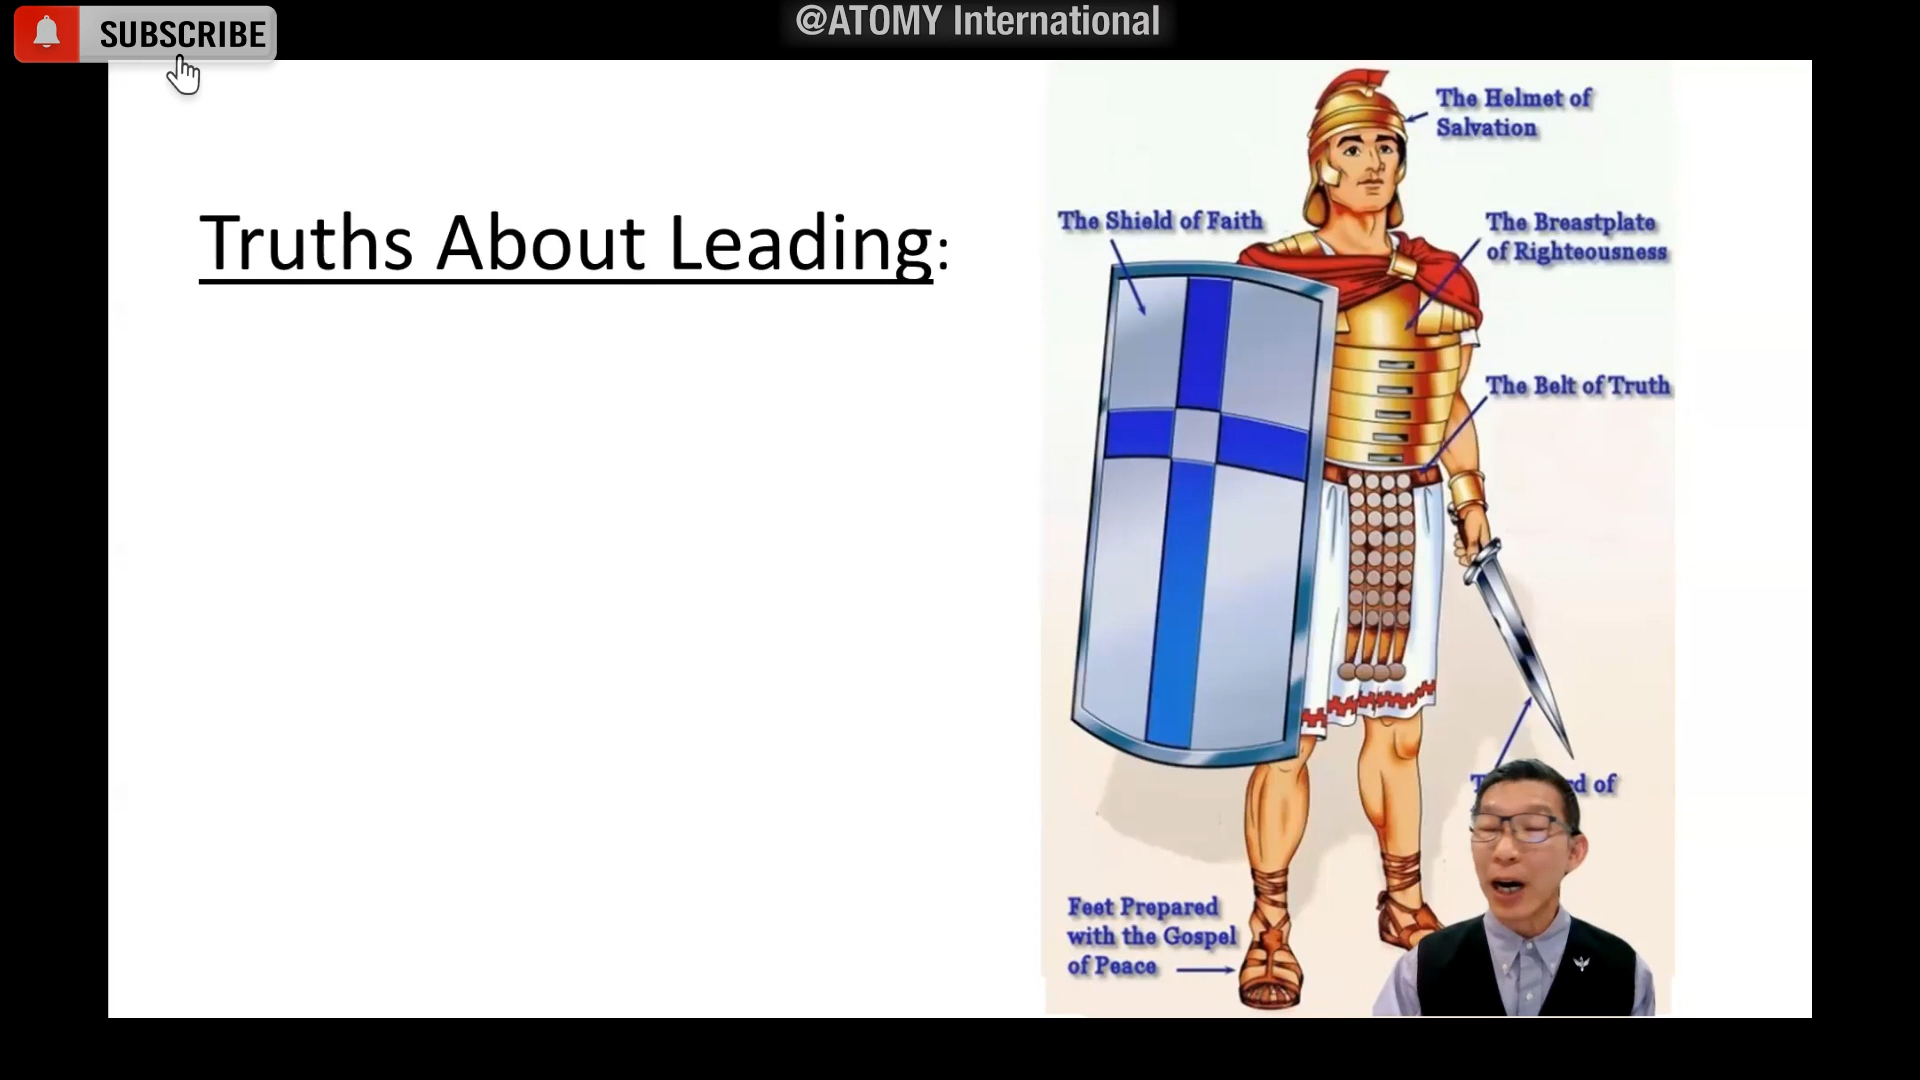 SUBSCRIBE
@ATOMY International
Truths About Leading:
The Helmet of
Salvation
The Shield of Faith
The Breastplate
of Righteousness
The Belt of Truth
of
Feet Prepared
with the Gospel
of Peace